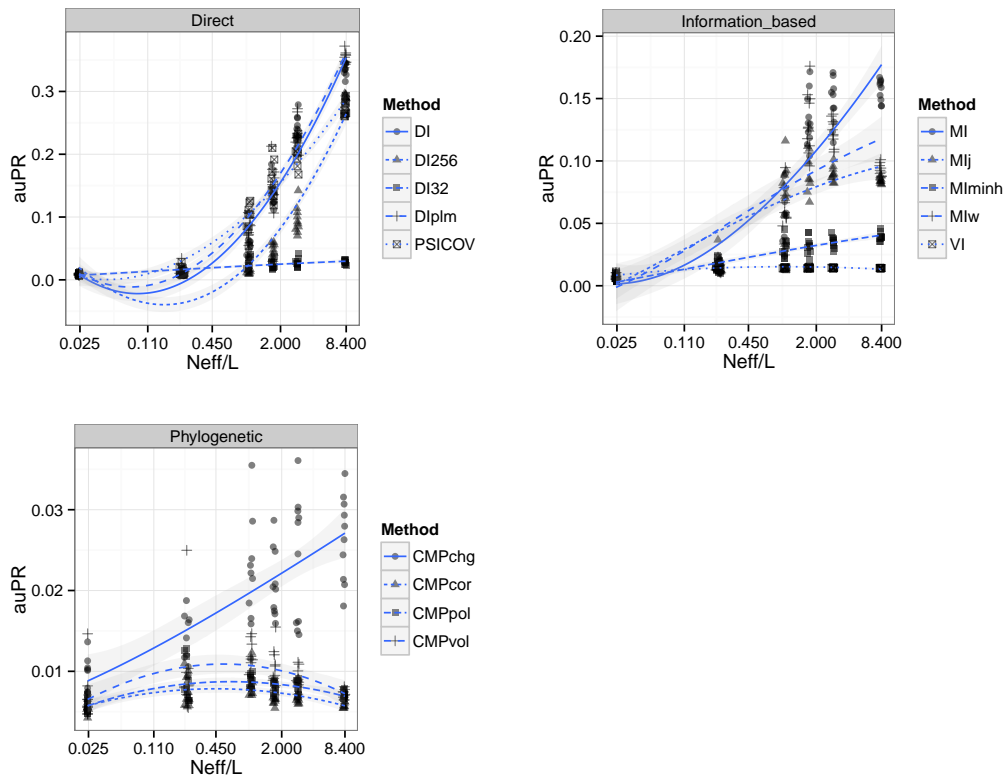 Direct
0.3
0.2
0.1
0.0
auPR
0.025
0.110
0.450
2.000
8.400
Neff/L
Method
DI
DI256
DI32
DIplm
PSICOV
Information_based
0.20
0.15
0.10
0.05
0.00
auPR
0.025
0.110
0.450
2.000
8.400
Neff/L
Method
MI
MIj
MIminh
MIw
VI
Phylogenetic
0.03
0.02
0.01
auPR
0.025
0.110
0.450
2.000
8.400
Neff/L
Method
CMPchg
CMPcor
CMPpol
CMPvol